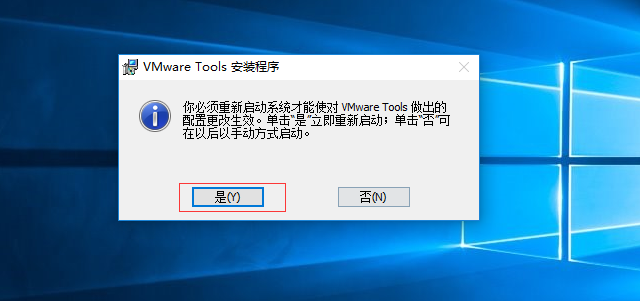 VMware Tools 安装程序
你必须重新启动系统才能使对 VMware Tools 做出的
配置更改生效。单击“是”立即重新启动；单击“否”可
在以后以手动方式启动。
是(Y)
否(N)